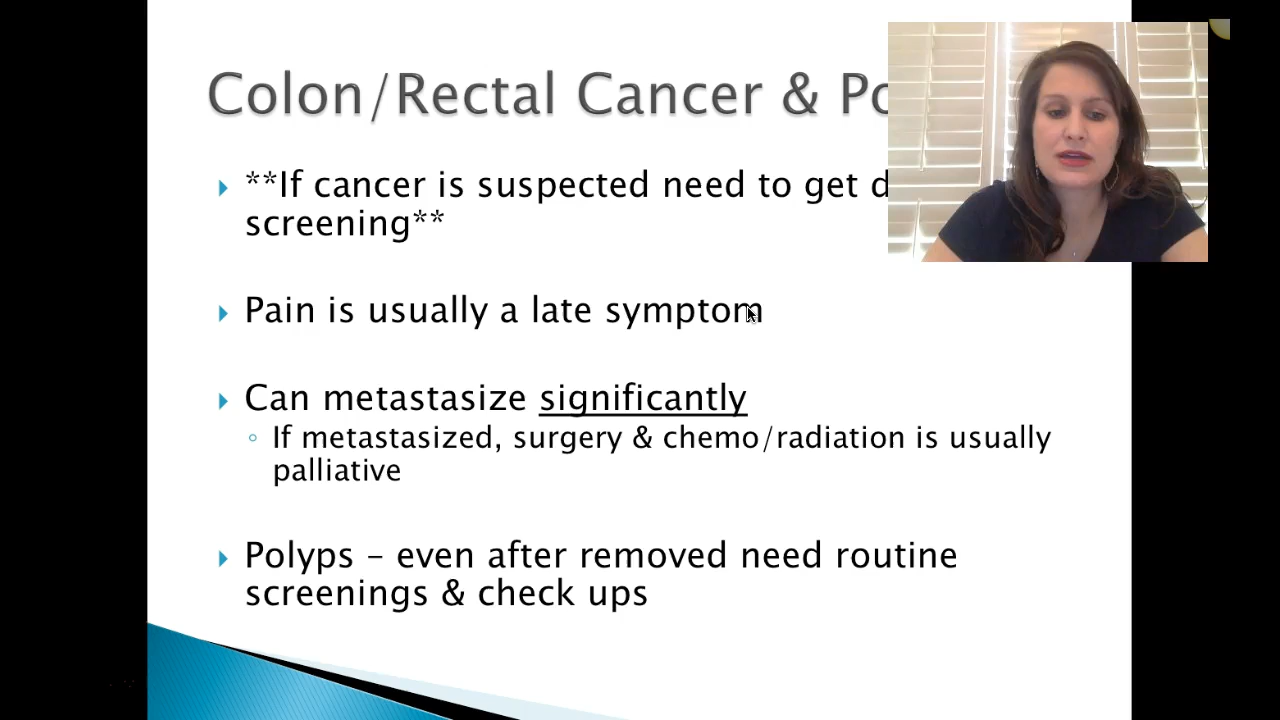 Colon/Rectal Cancer &
**If cancer is suspected need to get
screening**
Pain is usually a late symptom
Can metastasize significantly
If metastasized, surgery & chemo/radiation is usually
palliative
Polyps – even after removed need routine
screenings & check ups